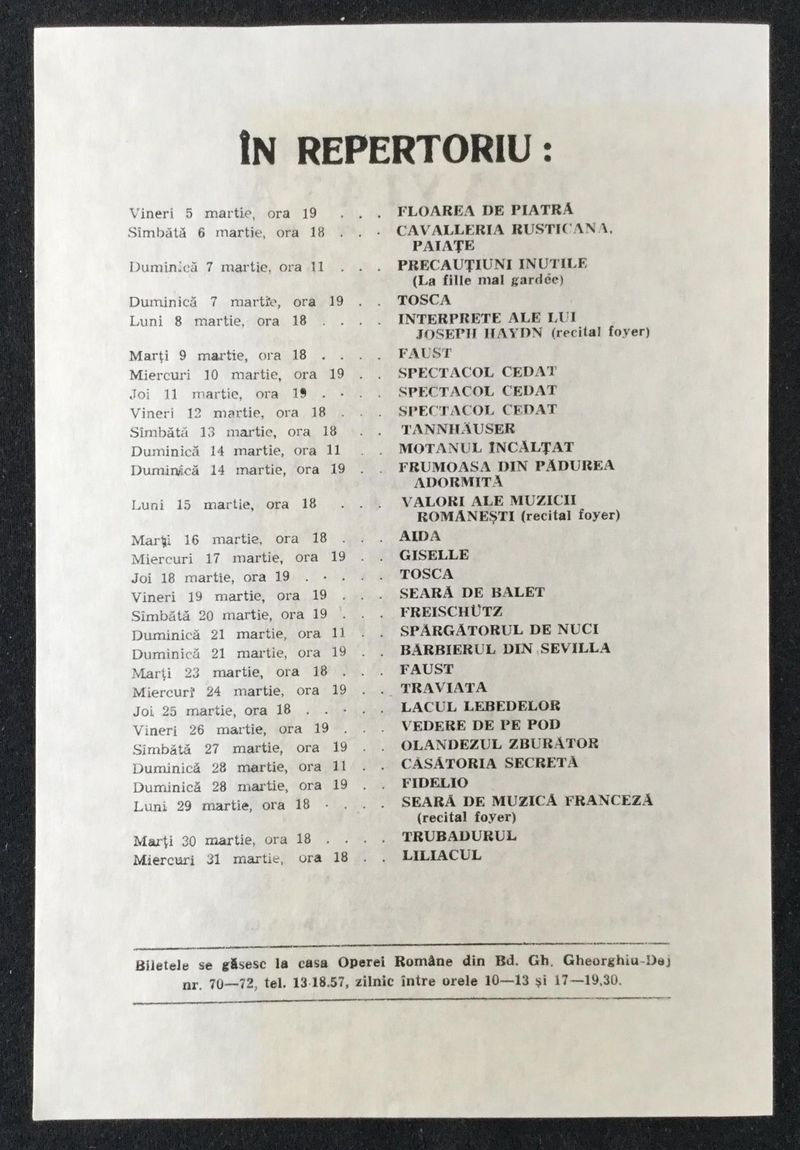 ÎN REPERTORIU :
Vineri 5 martie, ora 19 . . . FLOAREA DE PIATRĂ
Sîmbătă 6 martie, ora 18 . . . CAVALLERIA RUSTICANA,
PAIAŢE
Duminică 7 martie, ora 11 . . . PRECAUŢIUNI INUTILE
(La fille mal gardée)
Duminică 7 martie, ora 19 . . TOSCA
Luni 8 martie, ora 18 . . . . INTERPRETE ALE LUI
JOSEPH HAYDN (recital foyer)
Marţi 9 martie, ora 18 . . . . FAUST
Miercuri 10 martie, ora 19 . . SPECTACOL CEDAT
Joi 11 martie, ora 19 . . . . SPECTACOL CEDAT
Vineri 12 martie, ora 18 . . . SPECTACOL CEDAT
Sîmbătă 13 martie, ora 18 . . TANNHÄUSER
Duminică 14 martie, ora 11 . . MOTANUL ÎNCĂLŢAT
Duminică 14 martie, ora 19 . . FRUMOASA DIN PĂDUREA
ADORMITĂ
Luni 15 martie, ora 18 . . . VALORI ALE MUZICII
ROMÂNEŞTI (recital foyer)
Marţi 16 martie, ora 18 . . . AIDA
Miercuri 17 martie, ora 19 . . GISELLE
Joi 18 martie, ora 19 . . . . . TOSCA
Vineri 19 martie, ora 19 . . . SEARĂ DE BALET
Sîmbătă 20 martie, ora 19 . . . FREISCHÜTZ
Duminică 21 martie, ora 11 . . SPĂRGĂTORUL DE NUCI
Duminică 21 martie, ora 19 . . BĂRBIERUL DIN SEVILLA
Marţi 23 martie, ora 18 . . . FAUST
Miercuri 24 martie, ora 19 . . TRAVIATA
Joi 25 martie, ora 18 . . . . . LACUL LEBEDELOR
Vineri 26 martie, ora 19 . . . VEDERE DE PE POD
Sîmbătă 27 martie, ora 19 . . OLANDEZUL ZBURĂTOR
Duminică 28 martie, ora 11 . . CĂSĂTORIA SECRETĂ
Duminică 28 martie, ora 19 . . FIDELIO
Luni 29 martie, ora 18 . . . . SEARĂ DE MUZICĂ FRANCEZĂ
(recital foyer)
Marţi 30 martie, ora 18 . . . . TRUBADURUL
Miercuri 31 martie, ora 18 . . LILIACUL
Biletele se găsesc la casa Operei Române din Bd. Gh. Gheorghiu-Dej
nr. 70—72, tel. 13.18.57, zilnic între orele 10—13 şi 17—19,30.